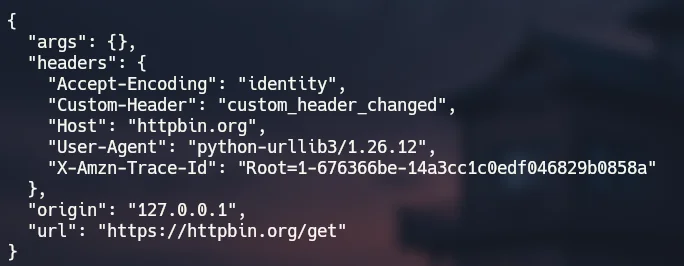 {
  "args": {},
  "headers": {
    "Accept-Encoding": "identity",
    "Custom-Header": "custom_header_changed",
    "Host": "httpbin.org",
    "User-Agent": "python-urllib3/1.26.12",
    "X-Amzn-Trace-Id": "Root=1-676366be-14a3cc1c0edf046829b0858a"
  },
  "origin": "127.0.0.1",
  "url": "https://httpbin.org/get"
}